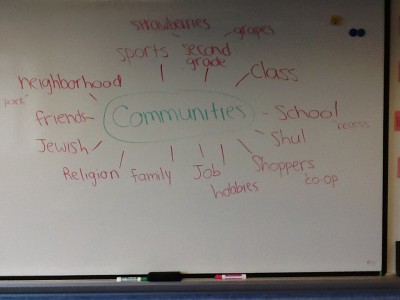 strawberries
grapes
sports second grade
class
neighborhood
park
friends
Communities
School
recess
Jewish
Shul
Religion
family
Job
Shoppers
hobbies
co-op